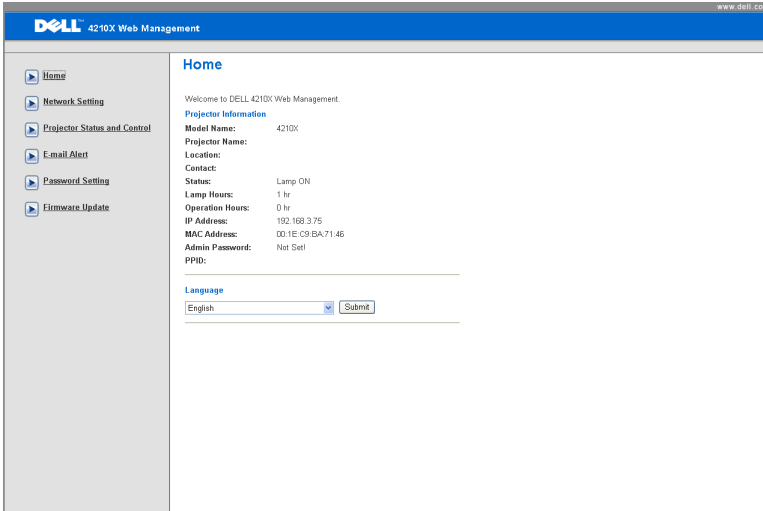 www.dell.co
DELL™ 4210X Web Management
Home
Network Setting
Projector Status and Control
E-mail Alert
Password Setting
Firmware Update
Home
Welcome to DELL 4210X Web Management.
Projector Information
Model Name: 4210X
Projector Name:
Location:
Contact:
Status: Lamp ON
Lamp Hours: 1 hr
Operation Hours: 0 hr
IP Address: 192.168.3.75
MAC Address: 00:1E:C9:BA:71:46
Admin Password: Not Set!
PPID:
Language
English Submit